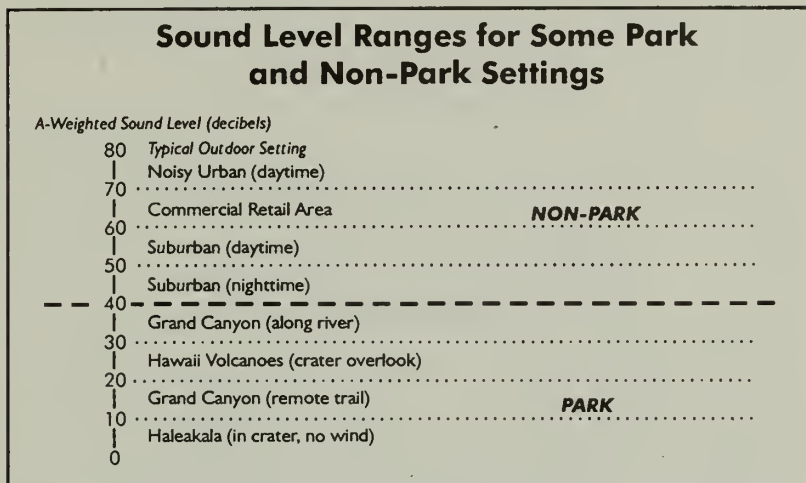 Sound Level Ranges for Some Park
and Non-Park Settings
A-Weighted Sound Level (decibels)
80 Typical Outdoor Setting
Noisy Urban (daytime)
70
Commercial Retail Area NON-PARK
60
Suburban (daytime)
50
Suburban (nighttime)
40
Grand Canyon (along river)
30
Hawaii Volcanoes (crater overlook)
20
Grand Canyon (remote trail) PARK
10
Haleakala (in crater, no wind)
0